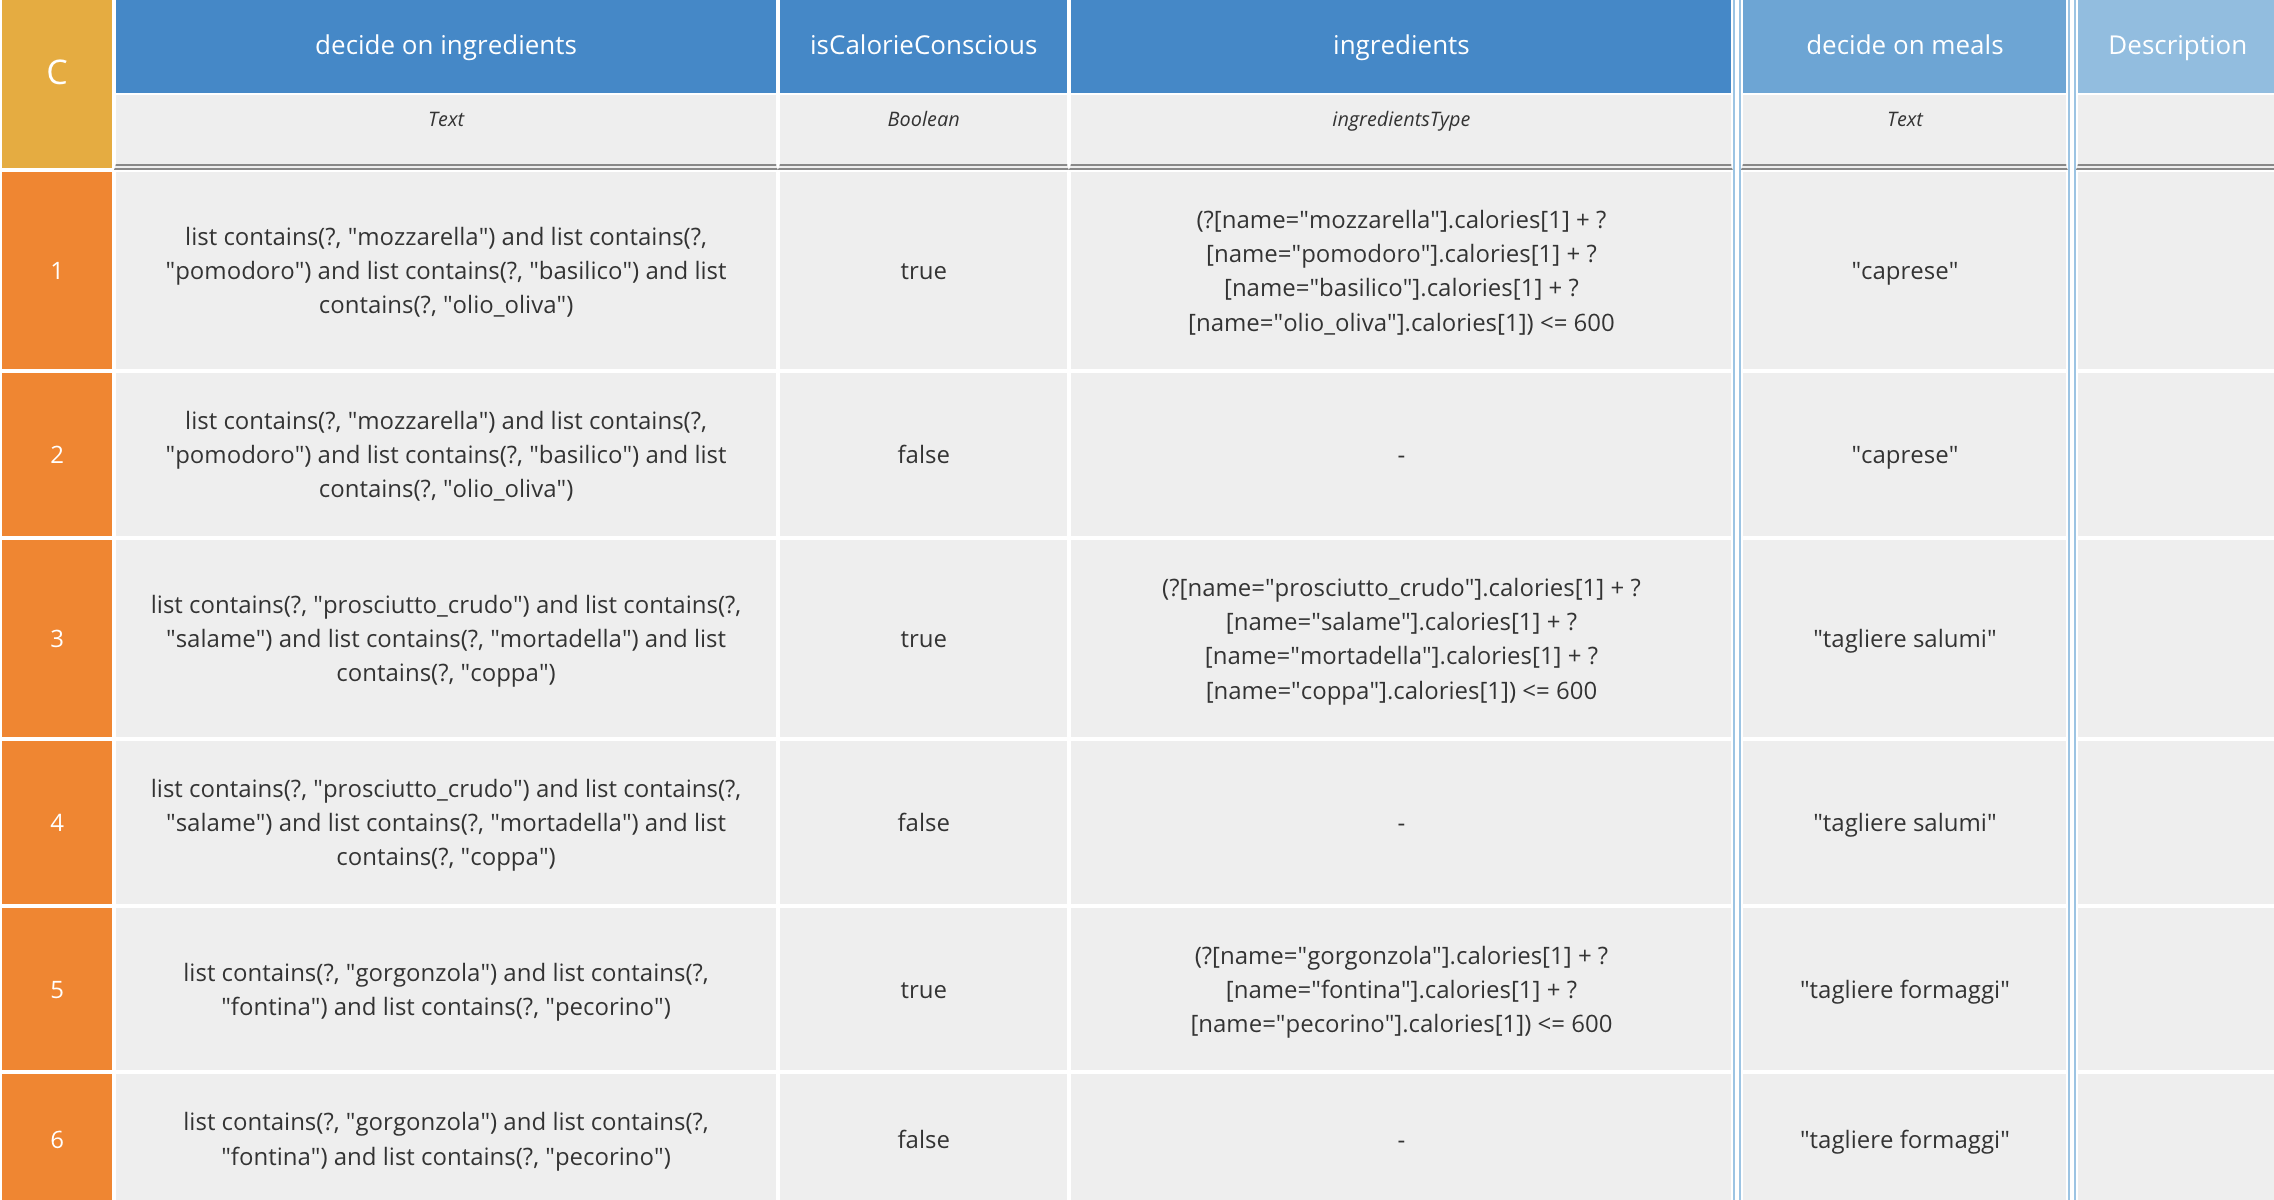 C
decide on ingredients
isCalorieConscious
ingredients
decide on meals
Description
Text
Boolean
ingredientsType
Text
1
list contains(?, "mozzarella") and list contains(?,
"pomodoro") and list contains(?, "basilico") and list
contains(?, "olio_oliva")
true
(?[name="mozzarella"].calories[1] + ?
[name="pomodoro"].calories[1] + ?
[name="basilico"].calories[1] + ?
[name="olio_oliva"].calories[1]) <= 600
"caprese"
2
list contains(?, "mozzarella") and list contains(?,
"pomodoro") and list contains(?, "basilico") and list
contains(?, "olio_oliva")
false
-
"caprese"
3
list contains(?, "prosciutto_crudo") and list contains(?,
"salame") and list contains(?, "mortadella") and list
contains(?, "coppa")
true
(?[name="prosciutto_crudo"].calories[1] + ?
[name="salame"].calories[1] + ?
[name="mortadella"].calories[1] + ?
[name="coppa"].calories[1]) <= 600
"tagliere salumi"
4
list contains(?, "prosciutto_crudo") and list contains(?,
"salame") and list contains(?, "mortadella") and list
contains(?, "coppa")
false
-
"tagliere salumi"
5
list contains(?, "gorgonzola") and list contains(?,
"fontina") and list contains(?, "pecorino")
true
(?[name="gorgonzola"].calories[1] + ?
[name="fontina"].calories[1] + ?
[name="pecorino"].calories[1]) <= 600
"tagliere formaggi"
6
list contains(?, "gorgonzola") and list contains(?,
"fontina") and list contains(?, "pecorino")
false
-
"tagliere formaggi"